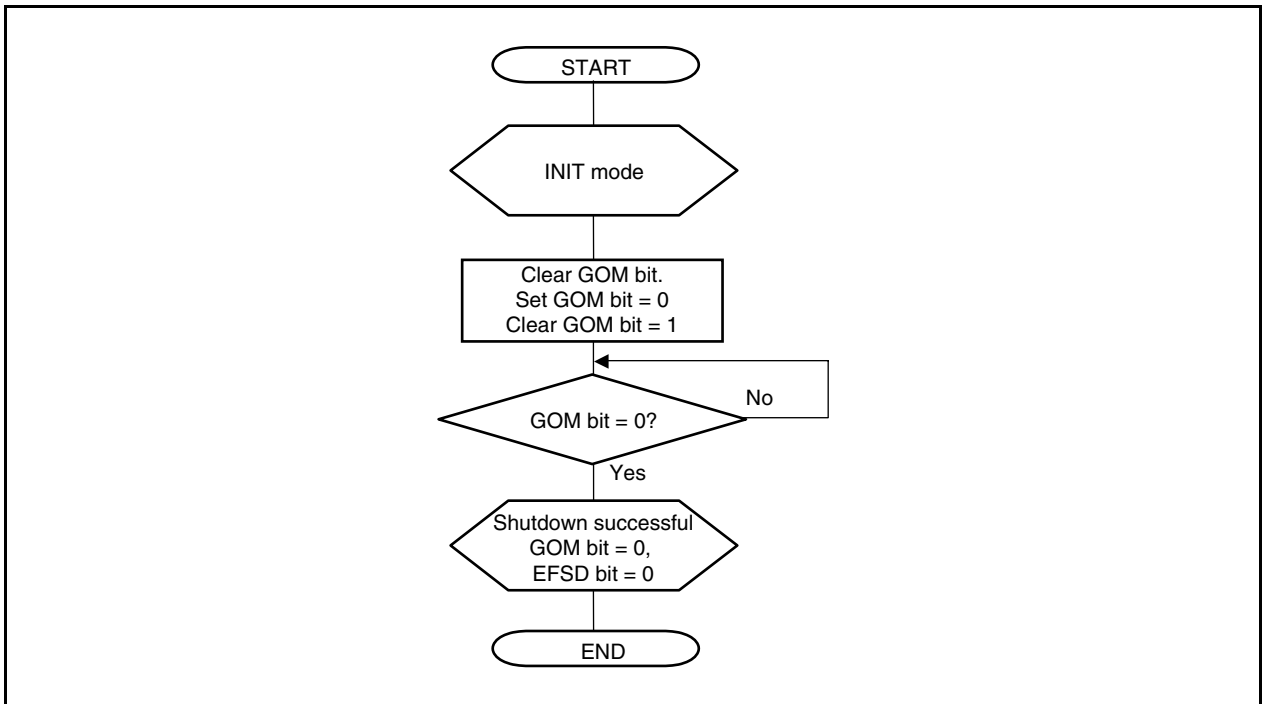 START
INIT mode
Clear GOM bit.
Set GOM bit = 0
Clear GOM bit = 1
No
GOM bit = 0?
Yes
Shutdown successful
GOM bit = 0,
EFSD bit = 0
END